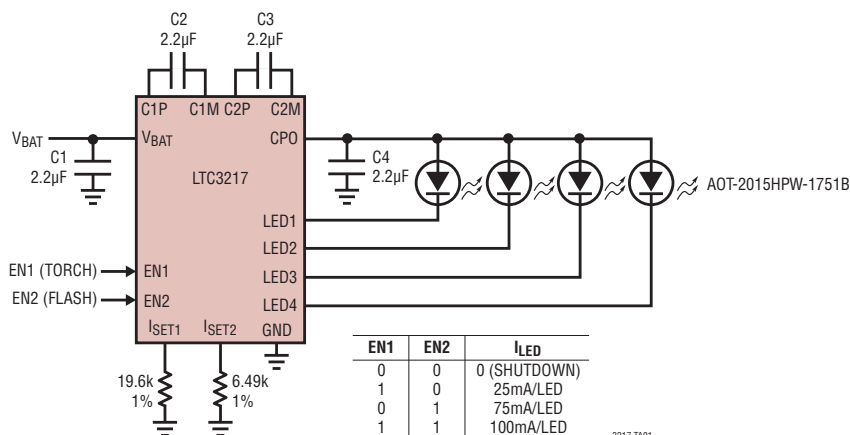 C2
2.2µF
C3
2.2µF
C1P
C1M
C2P
C2M
VBAT
VBAT
CPO
C1
2.2µF
LTC3217
C4
2.2µF
AOT-2015HPW-1751B
LED1
LED2
LED3
LED4
EN1 (TORCH)
EN1
EN2 (FLASH)
EN2
ISET1
ISET2
GND
19.6k
1%
6.49k
1%
EN1 EN2 ILED
0 0 0 (SHUTDOWN)
1 0 25mA/LED
0 1 75mA/LED
1 1 100mA/LED
3217 TA01